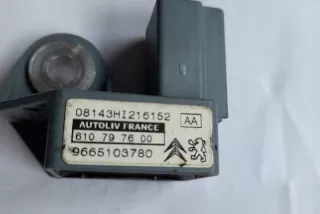 08143HI216152
AUTOLIV FRANCE
AA
610 79 76 00
9665103780